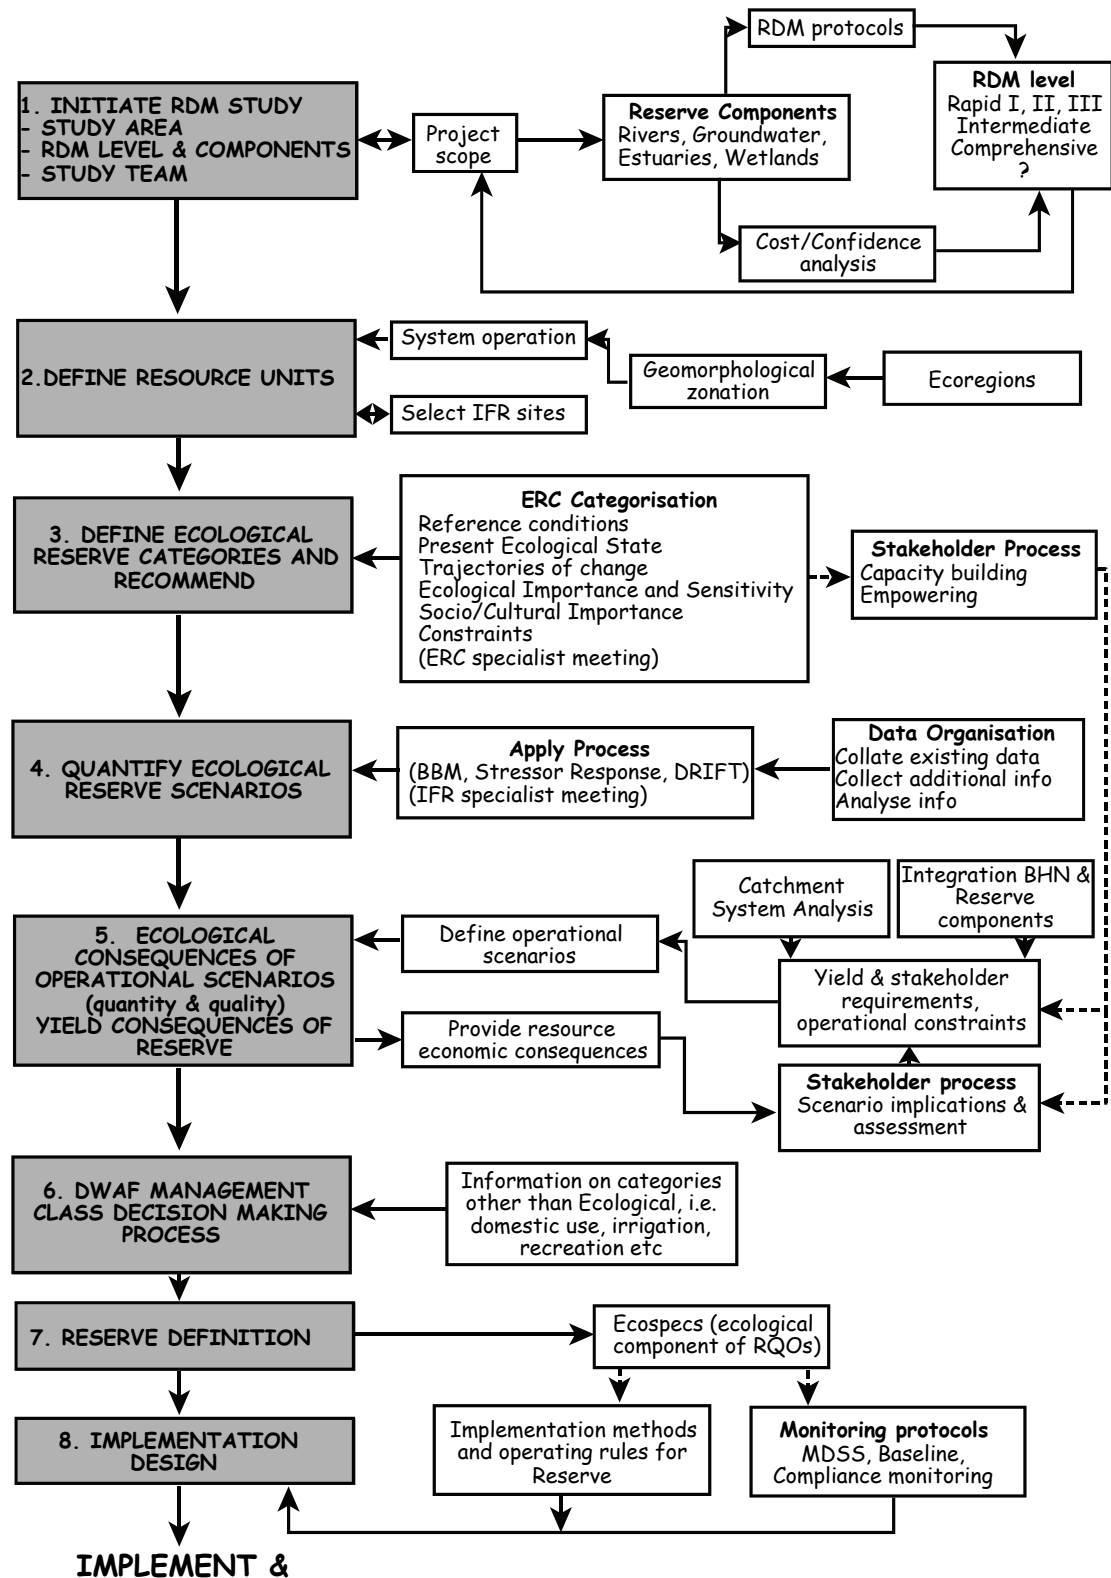 RDM protocols
RDM level
Rapid I, II, III
Intermediate
Comprehensive
?
1. INITIATE RDM STUDY
- STUDY AREA
- RDM LEVEL & COMPONENTS
- STUDY TEAM
Project
scope
Reserve Components
Rivers, Groundwater,
Estuaries, Wetlands
Cost/Confidence
analysis
2.DEFINE RESOURCE UNITS
System operation
Geomorphological
zonation
Ecoregions
Select IFR sites
3. DEFINE ECOLOGICAL
RESERVE CATEGORIES AND
RECOMMEND
ERC Categorisation
Reference conditions
Present Ecological State
Trajectories of change
Ecological Importance and Sensitivity
Socio/Cultural Importance
Constraints
(ERC specialist meeting)
Stakeholder Process
Capacity building
Empowering
4. QUANTIFY ECOLOGICAL
RESERVE SCENARIOS
Apply Process
(BBM, Stressor Response, DRIFT)
(IFR specialist meeting)
Data Organisation
Collate existing data
Collect additional info
Analyse info
Catchment
System Analysis
Integration BHN &
Reserve
components
5. ECOLOGICAL
CONSEQUENCES OF
OPERATIONAL SCENARIOS
(quantity & quality)
YIELD CONSEQUENCES OF
RESERVE
Define operational
scenarios
Yield & stakeholder
requirements,
operational constraints
Provide resource
economic consequences
Stakeholder process
Scenario implications &
assessment
6. DWAF MANAGEMENT
CLASS DECISION MAKING
PROCESS
Information on categories
other than Ecological, i.e.
domestic use, irrigation,
recreation etc
7. RESERVE DEFINITION
Ecospecs (ecological
component of RQOs)
8. IMPLEMENTATION
DESIGN
Implementation methods
and operating rules for
Reserve
Monitoring protocols
MDSS, Baseline,
Compliance monitoring
IMPLEMENT &